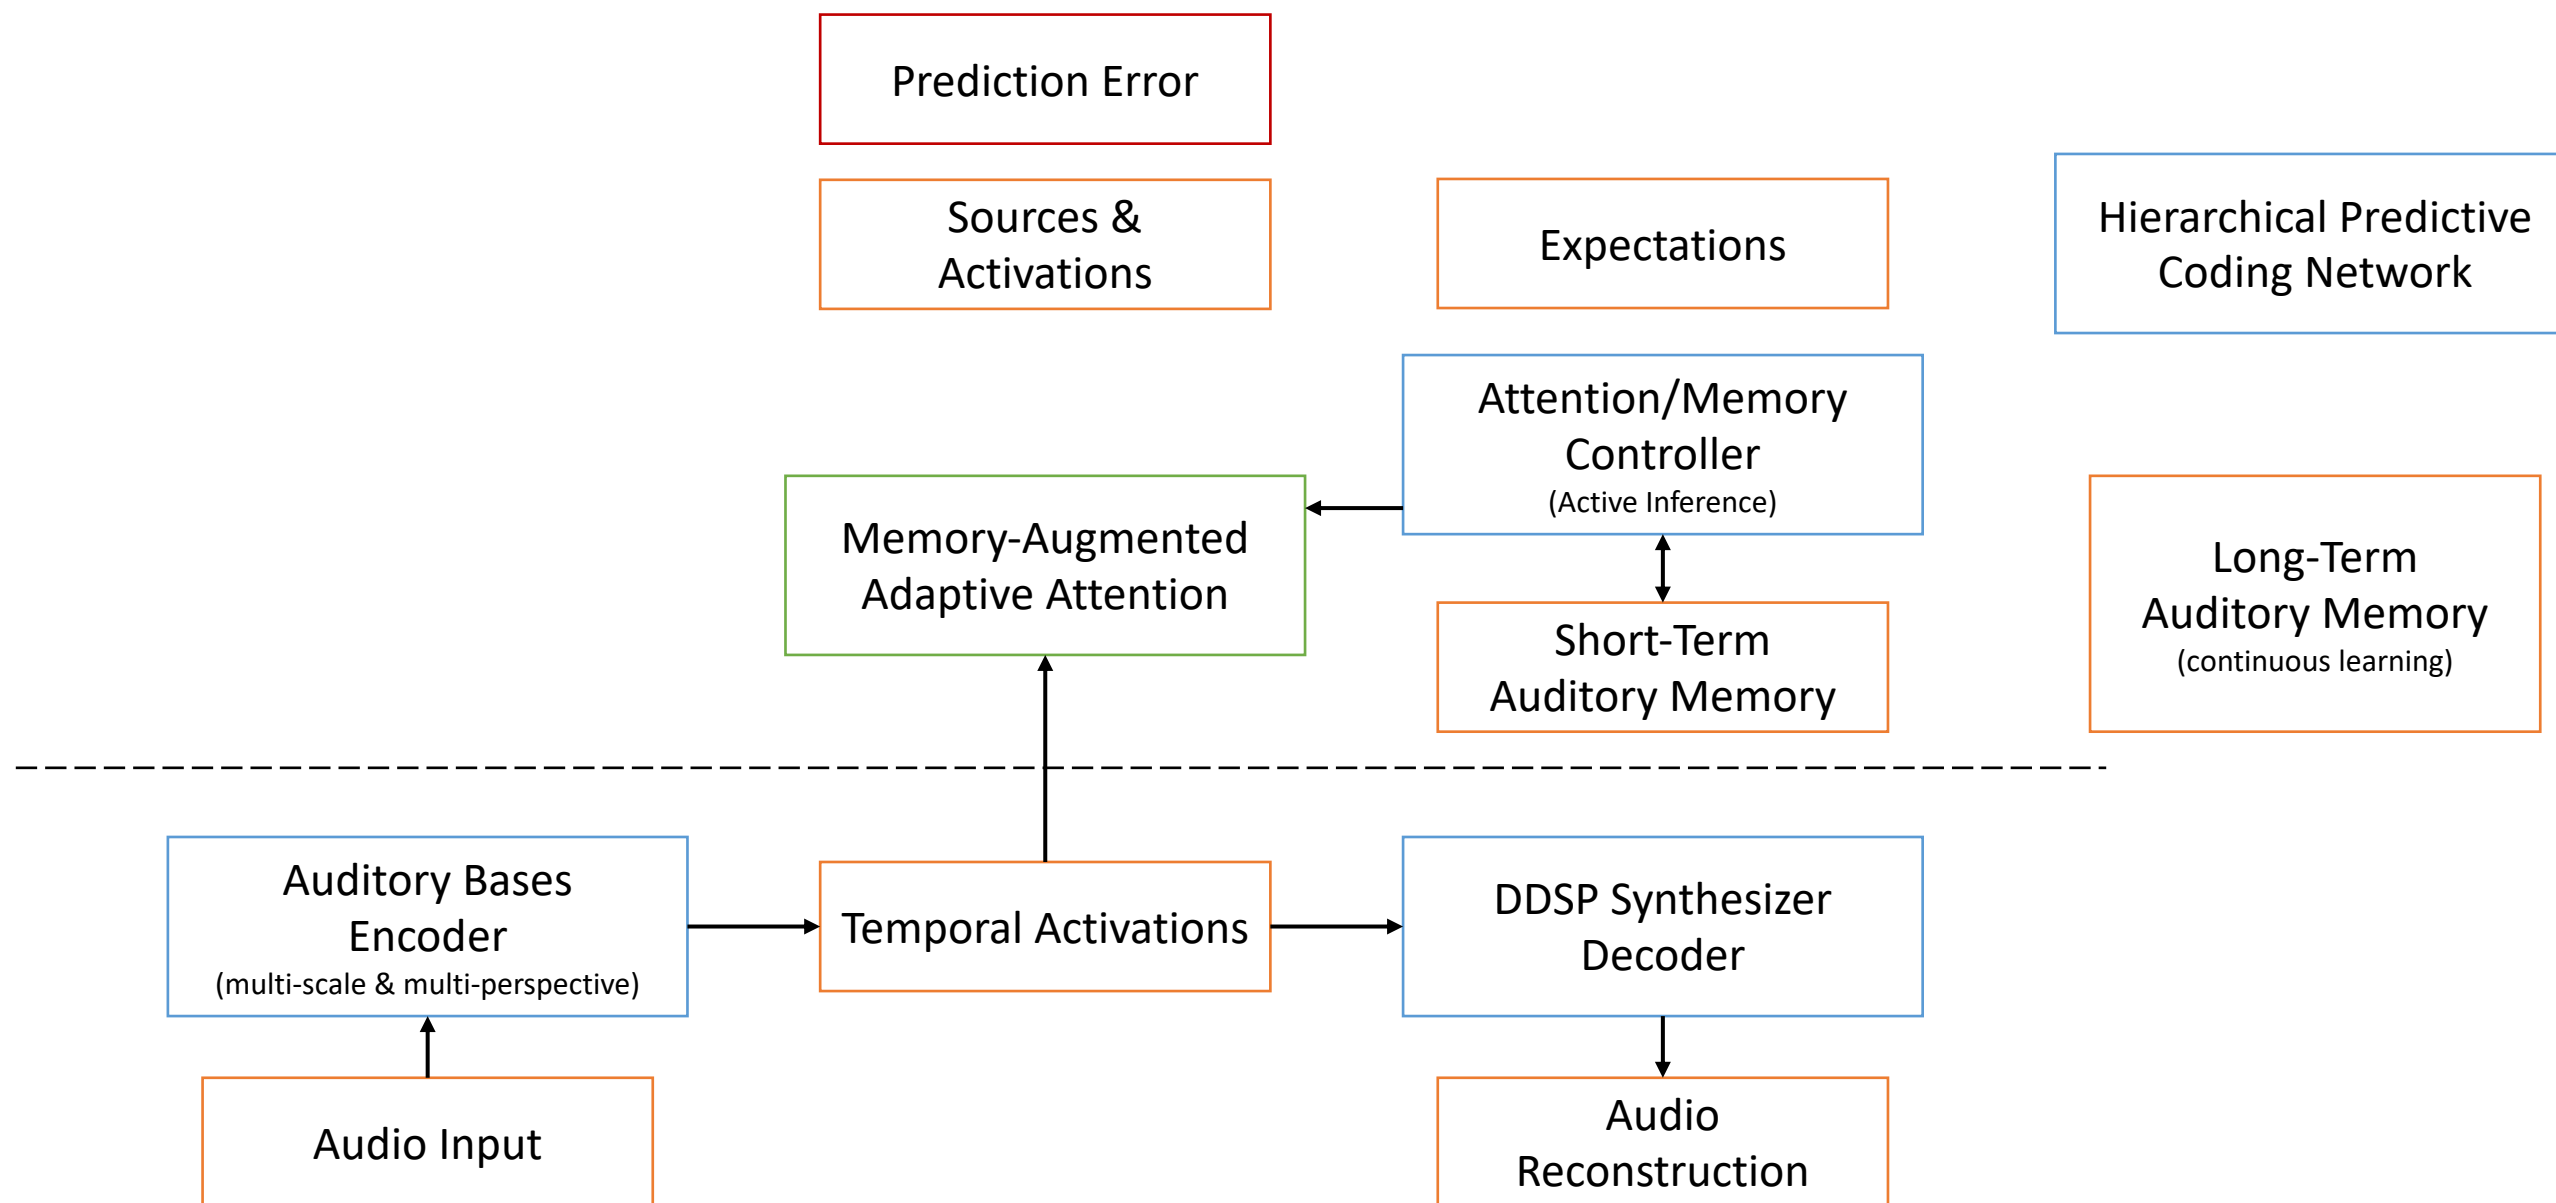 Prediction Error
Sources &
Activations
Expectations
Hierarchical Predictive
Coding Network
Attention/Memory
Controller
(Active Inference)
Memory-Augmented
Adaptive Attention
Short-Term
Auditory Memory
Long-Term
Auditory Memory
(continuous learning)
Auditory Bases
Encoder
(multi-scale & multi-perspective)
Temporal Activations
DDSP Synthesizer
Decoder
Audio Input
Audio
Reconstruction